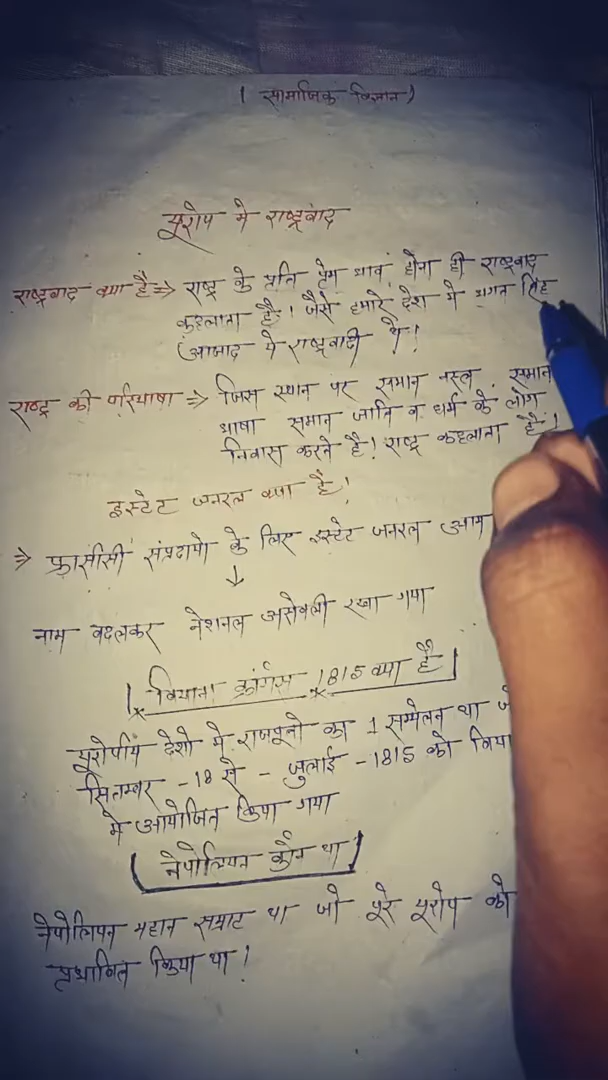 ( सामाजिक विज्ञान )
यूरोप मे राष्ट्रवाद
राष्ट्रवाद क्या है ⇒ राष्ट्र के प्रति प्रेम भाव होना ही राष्ट्रवाद
कहलाता है। जैसे हमारे देश मे भगत सिंह
आजाद ये राष्ट्रवादी थे!
राष्ट्र की परिभाषा ⇒ जिस स्थान पर समान नस्ल, समान
भाषा समान जाति व धर्म के लोग
निवास करते है! राष्ट्र कहलाता है!
इस्टेट जनरल क्या है!
⇒ फ्रासीसी के लिए इस्टेट जनरल आम
↓
नाम बदलकर नेशनल असेवली रखा गया
वियाना कांग्रेस 1815 क्या है
यूरोपीय देशो मे राजदूतो का 1 सम्मेलन था
सितम्बर - 18 से - जुलाई - 1815 को
मे आयोजित किया गया
नेपोलियन कौन था
नेपोलियन महान सम्राट था जो पूरे यूरोप को
प्रभावित किया था!